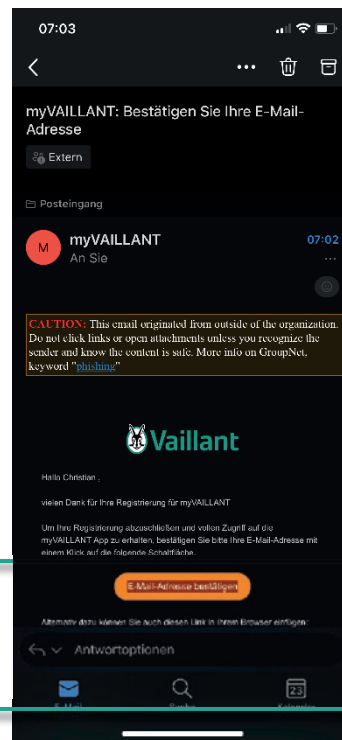 07:03
myVAILLANT: Bestätigen Sie Ihre E-Mail-
Adresse
Extern
Posteingang
M
myVAILLANT
07:02
An Sie
CAUTION: This email originated from outside of the organization.
Do not click links or open attachments unless you recognize the
sender and know the content is safe. More info on GroupNet,
keyword "phishing"
Vaillant
Hallo Christian ,
vielen Dank für Ihre Registrierung für myVAILLANT
Um Ihre Registrierung abzuschließen und vollen Zugriff auf die
myVAILLANT App zu erhalten, bestätigen Sie bitte Ihre E-Mail-Adresse mit
einem Klick auf die folgende Schaltfläche.
E-Mail-Adresse bestätigen
Alternativ dazu können Sie auch diesen Link in Ihrem Browser einfügen:
Antwortoptionen
23
E-Mail
Suche
Kalender